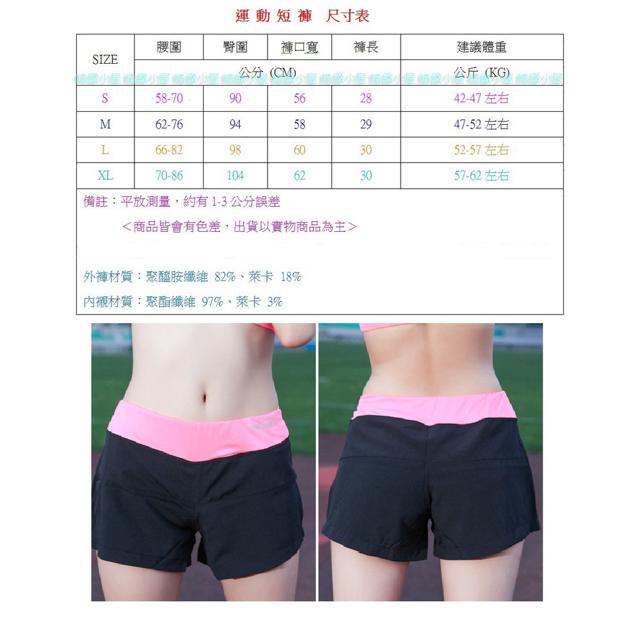 運動短褲 尺寸表
SIZE 腰圍 臀圍 褲口寬 褲長 建議體重
公分 (CM) 公斤 (KG)
S 58-70 90 56 28 42-47 左右
M 62-76 94 58 29 47-52 左右
L 66-82 98 60 30 52-57 左右
XL 70-86 104 62 30 57-62 左右
備註：平放測量，約有 1-3 公分誤差
＜商品皆會有色差，出貨以實物商品為主＞
外褲材質：聚醯胺纖維 82%、萊卡 18%
內襯材質：聚酯纖維 97%、萊卡 3%